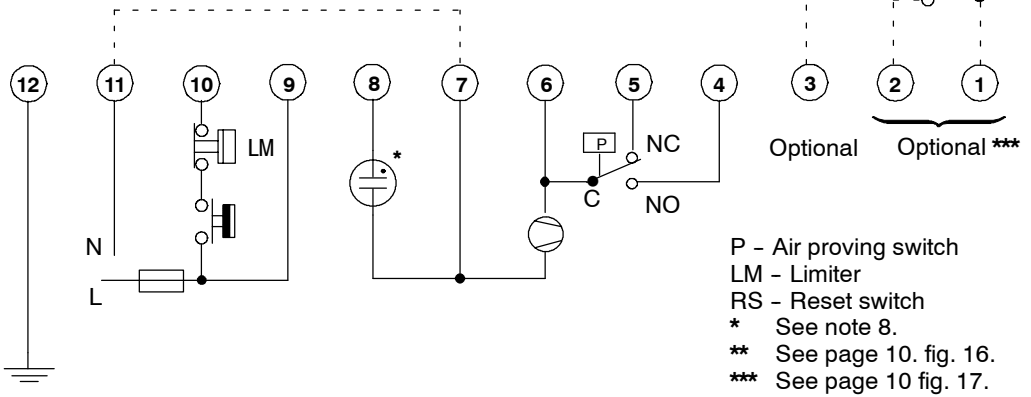 12 11 10 9 8 7 6 5 4 3 2 1
LM
*
P
NC
C
NO
N
L
Optional
Optional ***
P - Air proving switch
LM - Limiter
RS - Reset switch
* See note 8.
** See page 10. fig. 16.
*** See page 10 fig. 17.